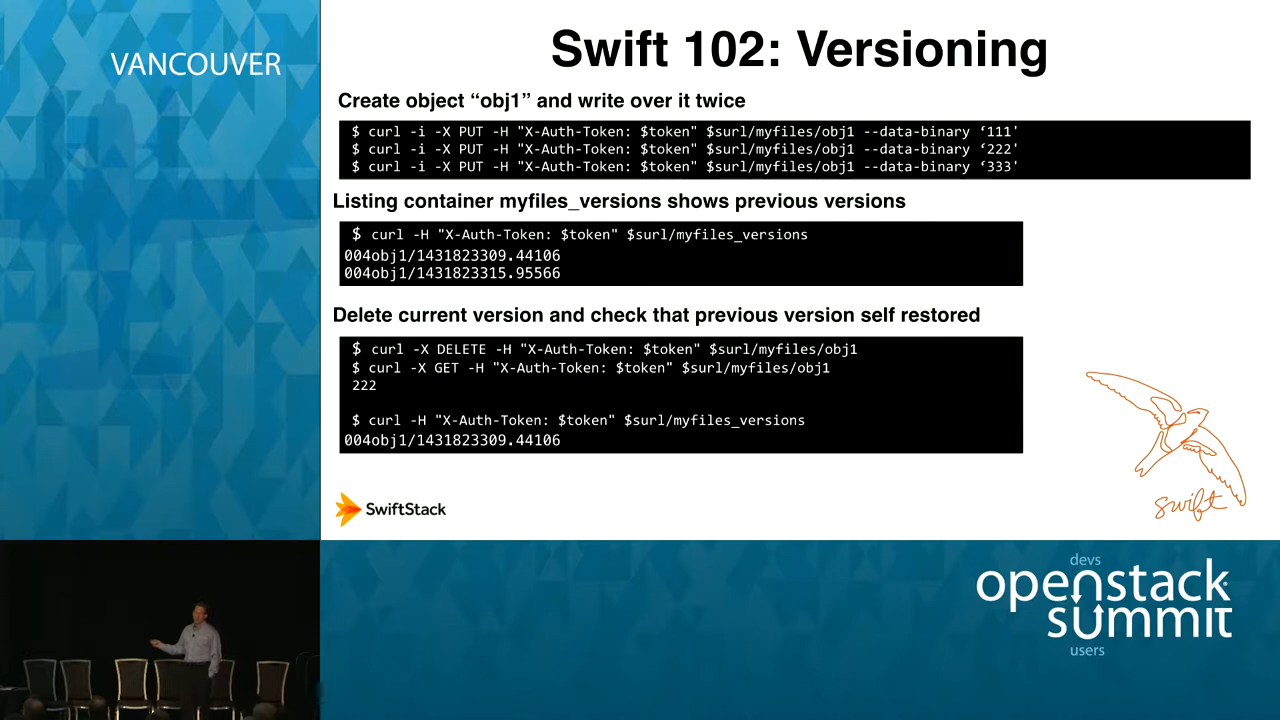 VANCOUVER
Swift 102: Versioning
Create object “obj1” and write over it twice
$ curl -i -X PUT -H "X-Auth-Token: $token" $surl/myfiles/obj1 --data-binary ‘111'
$ curl -i -X PUT -H "X-Auth-Token: $token" $surl/myfiles/obj1 --data-binary ‘222'
$ curl -i -X PUT -H "X-Auth-Token: $token" $surl/myfiles/obj1 --data-binary ‘333'
Listing container myfiles_versions shows previous versions
$ curl -H "X-Auth-Token: $token" $surl/myfiles_versions
004obj1/1431823309.44106
004obj1/1431823315.95566
Delete current version and check that previous version self restored
$ curl -X DELETE -H "X-Auth-Token: $token" $surl/myfiles/obj1
$ curl -X GET -H "X-Auth-Token: $token" $surl/myfiles/obj1
222
$ curl -H "X-Auth-Token: $token" $surl/myfiles_versions
004obj1/1431823309.44106
swift
SwiftStack
devs
openstack
summit
users